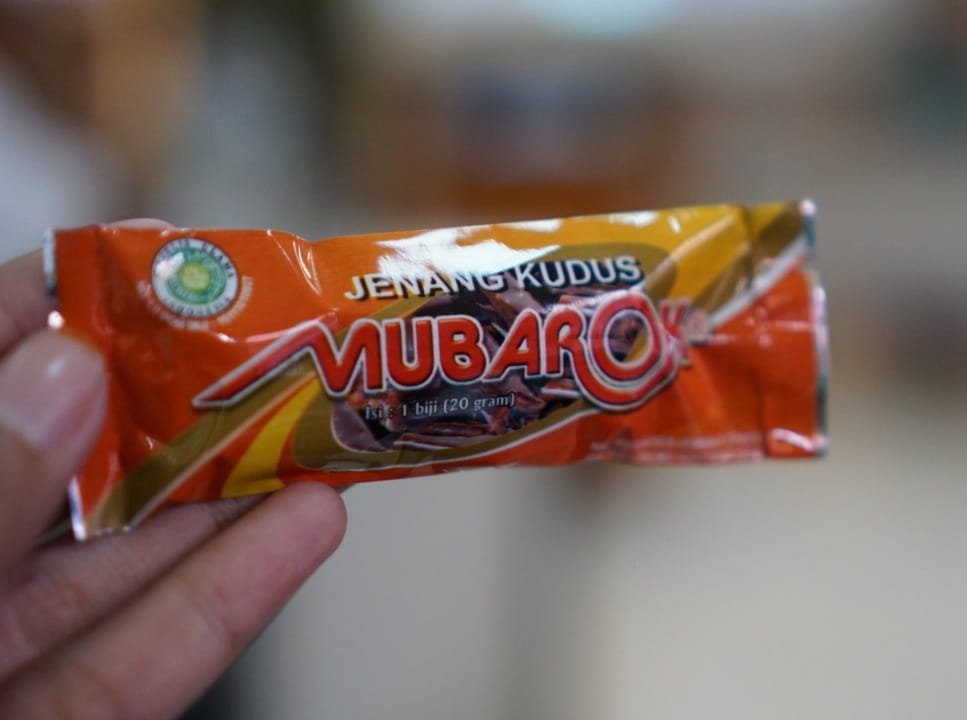 JENANG KUDUS
MUBAROK
Isi : 1 biji (20 gram)